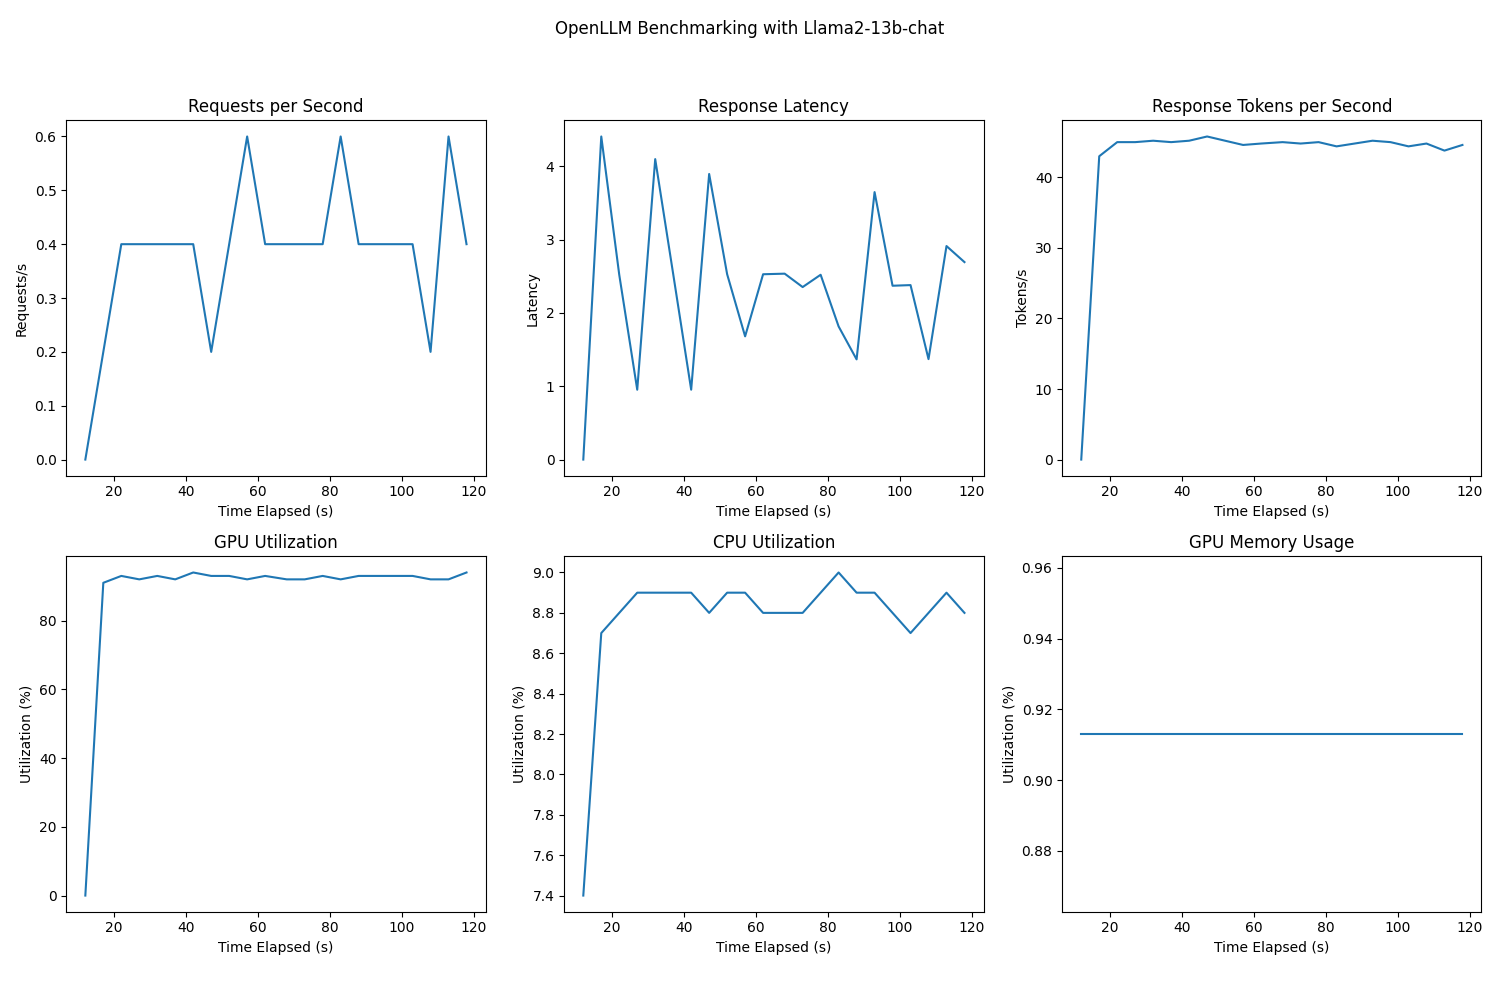 OpenLLM Benchmarking with Llama2-13b-chat
Requests per Second
Requests/s
0.6
0.5
0.4
0.3
0.2
0.1
0.0
20 40 60 80 100 120
Time Elapsed (s)
Response Latency
Latency
4
3
2
1
0
20 40 60 80 100 120
Time Elapsed (s)
Response Tokens per Second
Tokens/s
40
30
20
10
0
20 40 60 80 100 120
Time Elapsed (s)
GPU Utilization
Utilization (%)
80
60
40
20
0
20 40 60 80 100 120
Time Elapsed (s)
CPU Utilization
Utilization (%)
9.0
8.8
8.6
8.4
8.2
8.0
7.8
7.6
7.4
20 40 60 80 100 120
Time Elapsed (s)
GPU Memory Usage
Utilization (%)
0.96
0.94
0.92
0.90
0.88
20 40 60 80 100 120
Time Elapsed (s)